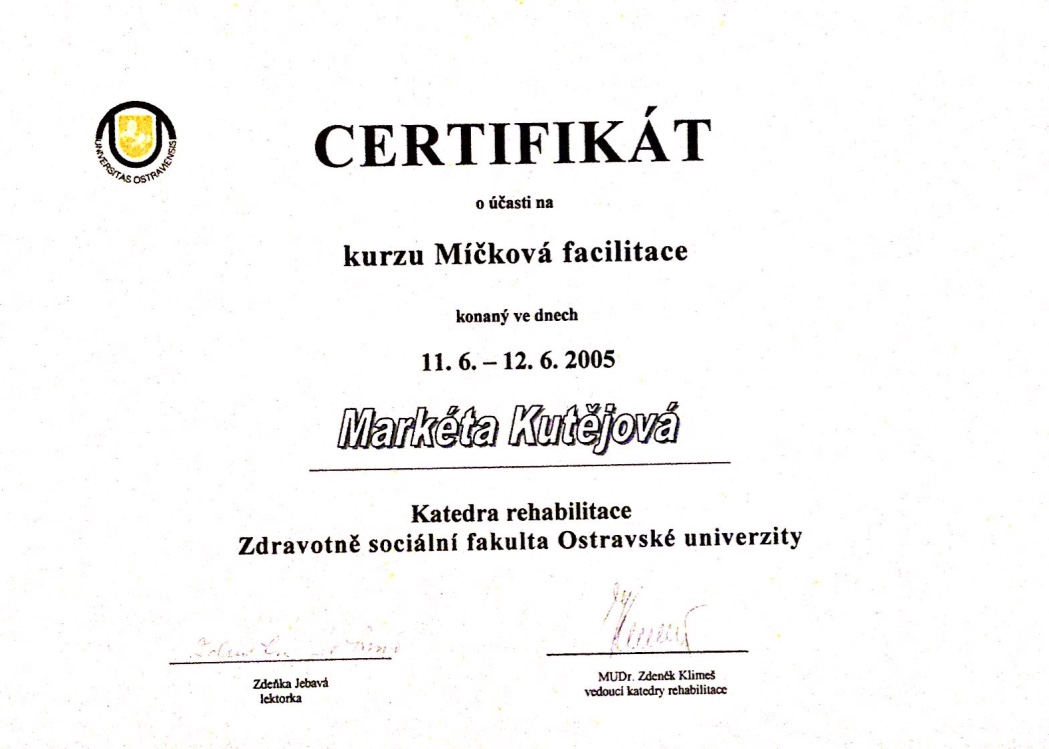 UNIVERSITAS OSTRAVIENSIS
CERTIFIKÁT
o účasti na
kurzu Míčková facilitace
konaný ve dnech
11. 6. – 12. 6. 2005
Markéta Kutějová
Katedra rehabilitace
Zdravotně sociální fakulta Ostravské univerzity
Zdeňka Jebavá
lektorka
MUDr. Zdeněk Klimeš
vedoucí katedry rehabilitace